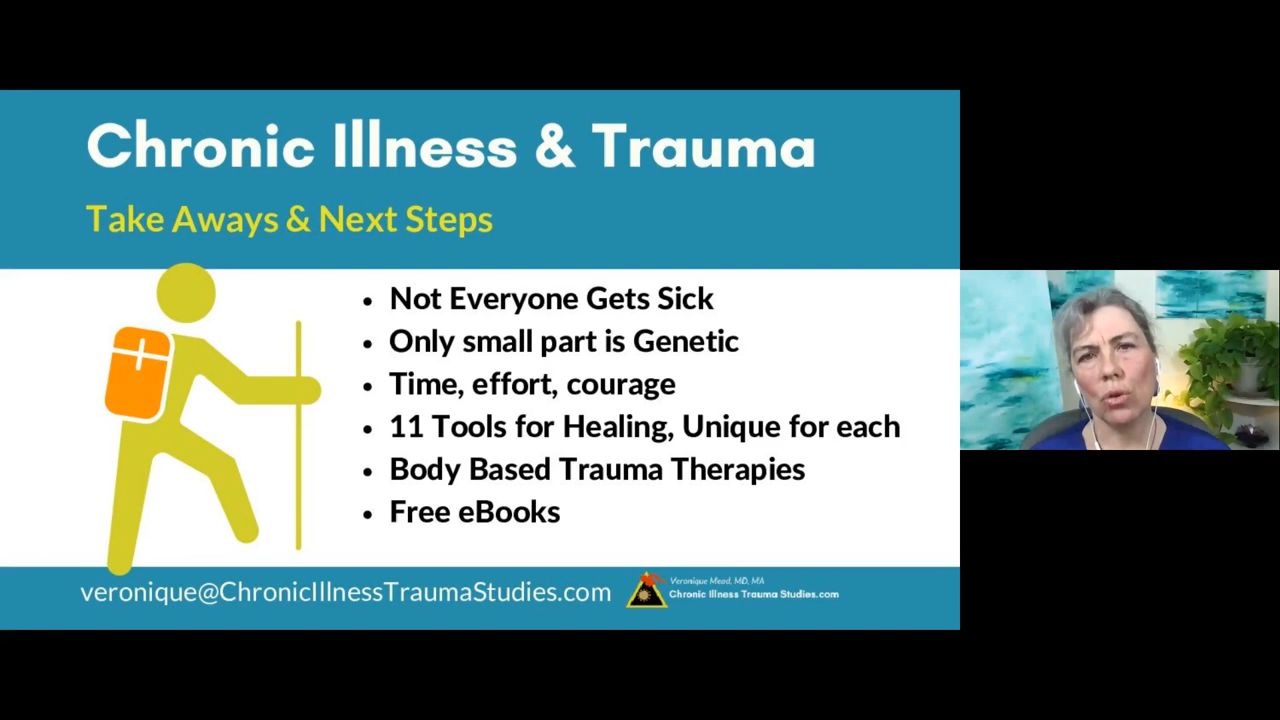 Chronic Illness & Trauma
Take Aways & Next Steps
• Not Everyone Gets Sick
• Only small part is Genetic
• Time, effort, courage
• 11 Tools for Healing, Unique for each
• Body Based Trauma Therapies
• Free eBooks
veronique@ChronicIllnessTraumaStudies.com
Veronique Mead, MD, MA
Chronic Illness Trauma Studies.com